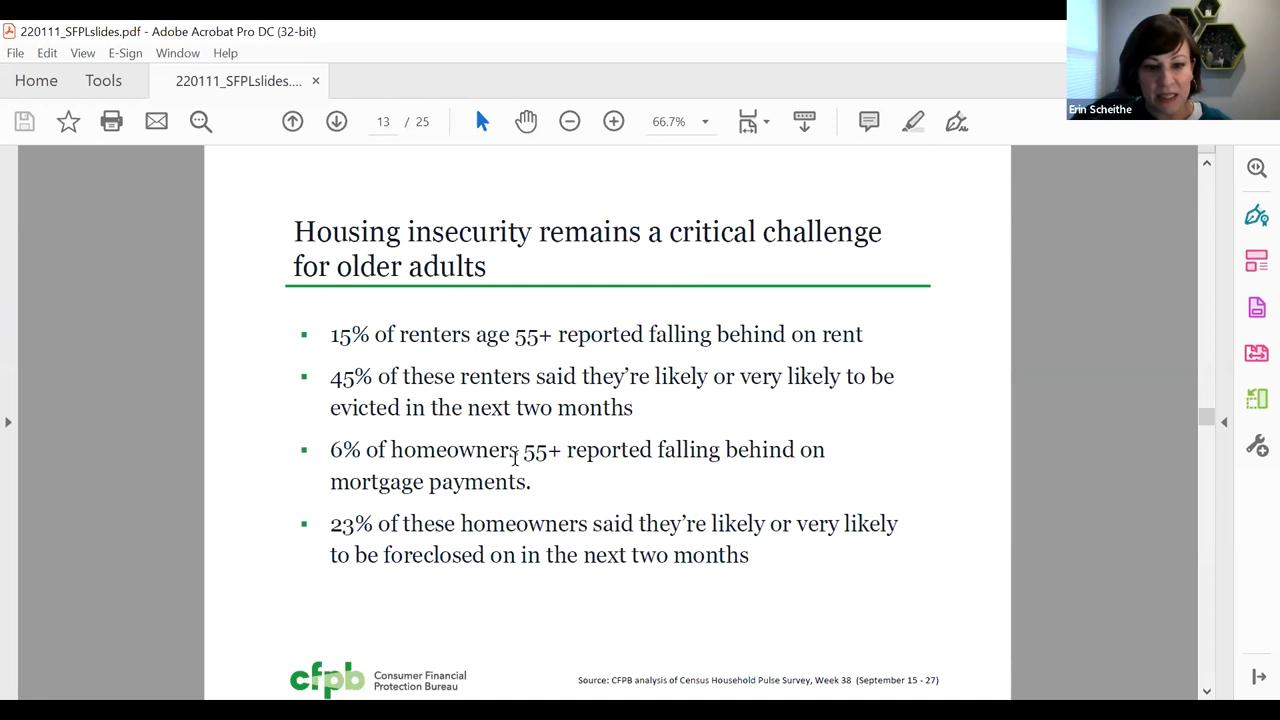 220111_SFPLslides.pdf - Adobe Acrobat Pro DC (32-bit)
File Edit View E-Sign Window Help
Home Tools 220111_SFPLslides.... ×
13 / 25 66.7%
Erin Scheithe
Housing insecurity remains a critical challenge
for older adults
▪ 15% of renters age 55+ reported falling behind on rent
▪ 45% of these renters said they’re likely or very likely to be
evicted in the next two months
▪ 6% of homeowners 55+ reported falling behind on
mortgage payments.
▪ 23% of these homeowners said they’re likely or very likely
to be foreclosed on in the next two months
cfpb Consumer Financial
Protection Bureau
Source: CFPB analysis of Census Household Pulse Survey, Week 38 (September 15 - 27)